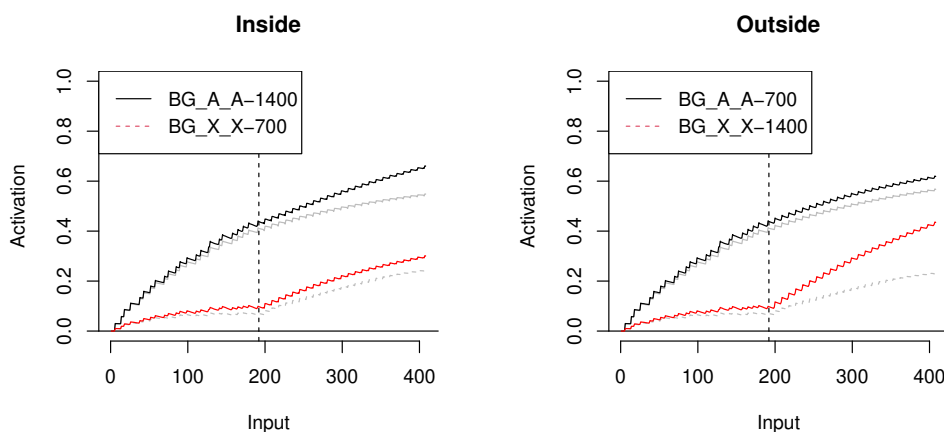 Inside
Activation
1.0
0.8
0.6
0.4
0.2
0.0
BG_A_A−1400
BG_X_X−700
0 100 200 300 400
Input
Outside
Activation
1.0
0.8
0.6
0.4
0.2
0.0
BG_A_A−700
BG_X_X−1400
0 100 200 300 400
Input